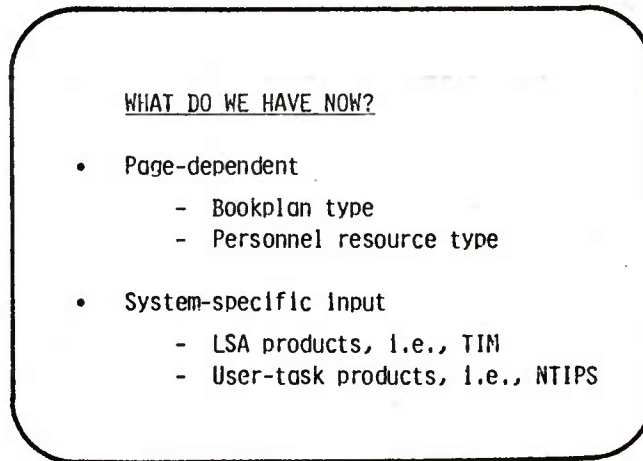 WHAT DO WE HAVE NOW?
• Page-dependent
- Bookplan type
- Personnel resource type
• System-specific input
- LSA products, i.e., TIM
- User-task products, i.e., NTIPS